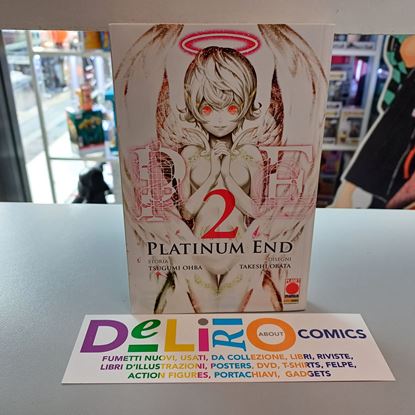 P E
2
PLATINUM END
STORIA
TSUGUMI OHBA
DISEGNI
TAKESHI OBATA
DeLiRIO ABOUT COMICS
FUMETTI NUOVI, USATI, DA COLLEZIONE, LIBRI, RIVISTE,
LIBRI D'ILLUSTRAZIONI, POSTERS, DVD, T-SHIRTS, FELPE,
ACTION FIGURES, PORTACHIAVI, GADGETS